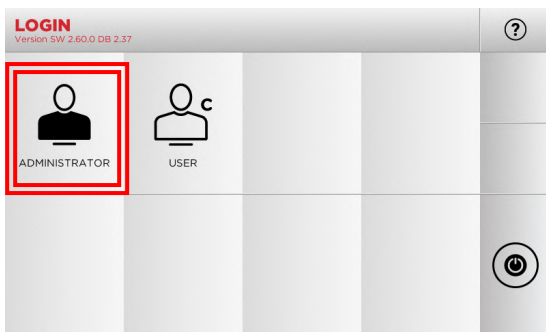 LOGIN
Version SW 2.60.0 DB 2.37
?
C
ADMINISTRATOR
USER